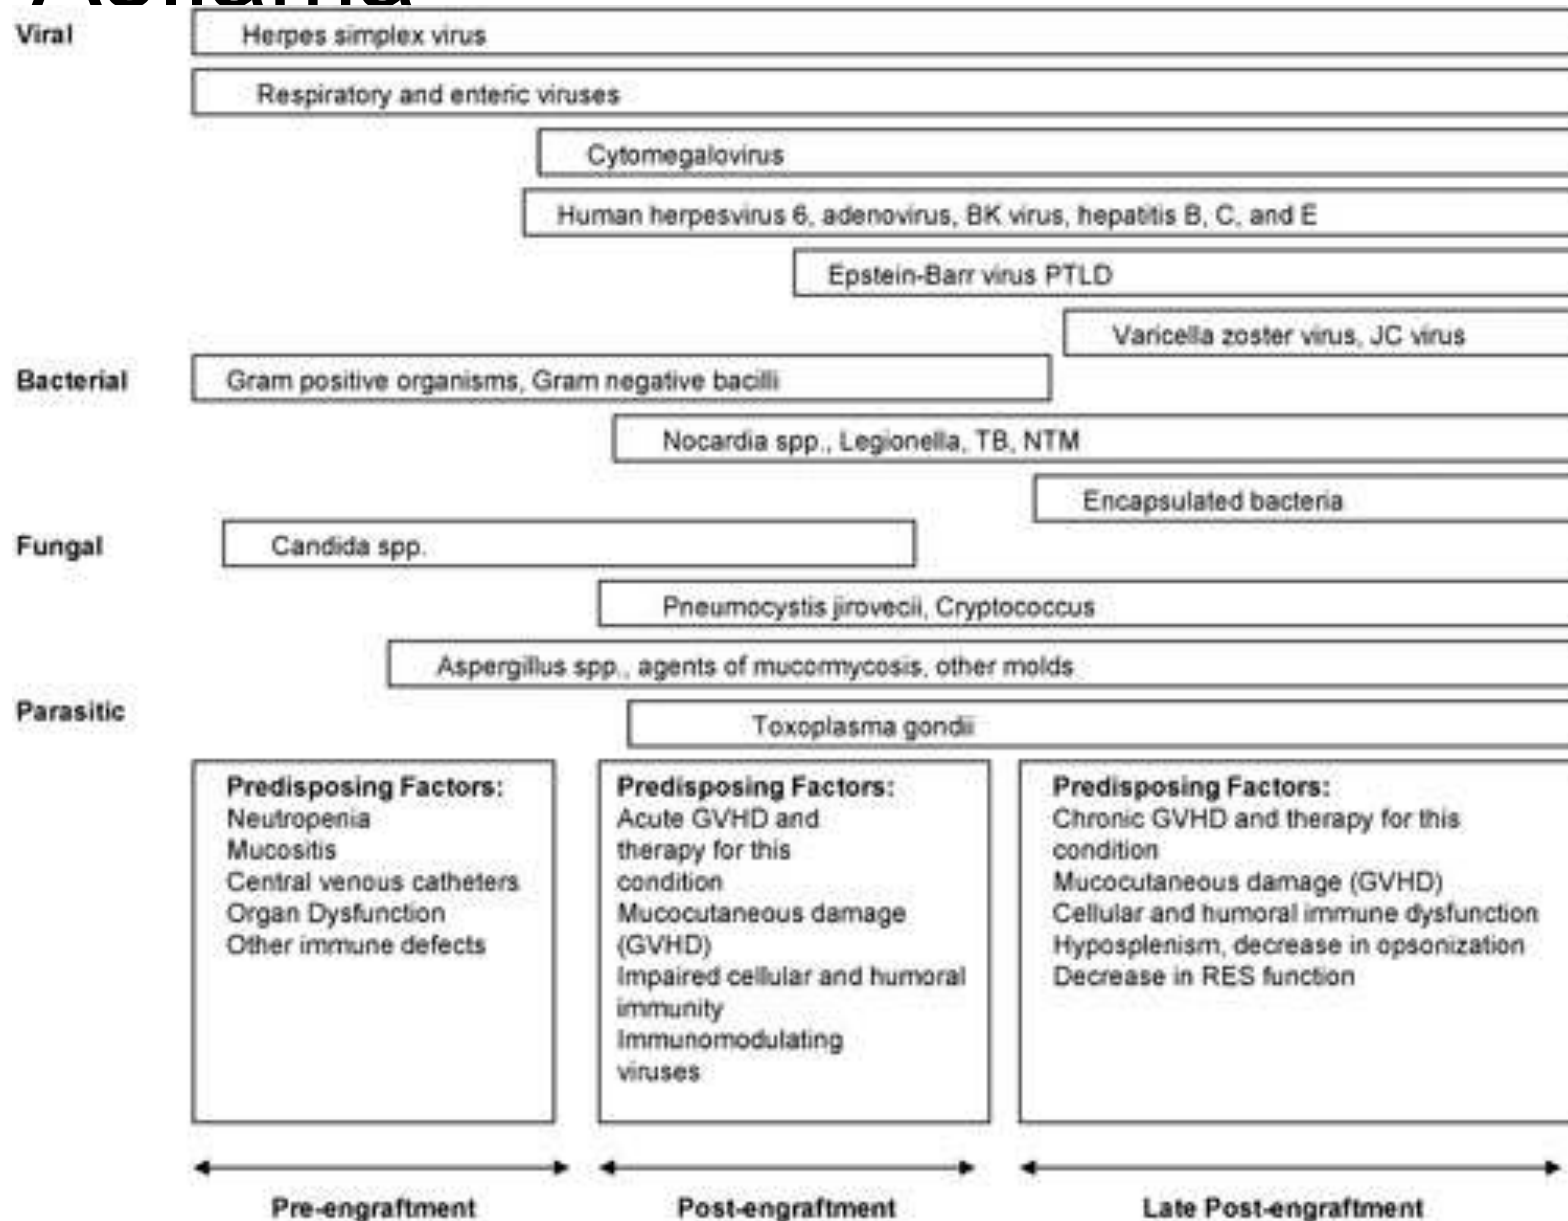 Viral
Herpes simplex virus
Respiratory and enteric viruses
Cytomegalovirus
Human herpesvirus 6, adenovirus, BK virus, hepatitis B, C, and E
Epstein-Barr virus PTLD
Varicella zoster virus, JC virus
Bacterial
Gram positive organisms, Gram negative bacilli
Nocardia spp., Legionella, TB, NTM
Encapsulated bacteria
Fungal
Candida spp.
Pneumocystis jirovecii, Cryptococcus
Aspergillus spp., agents of mucormycosis, other molds
Parasitic
Toxoplasma gondii
Predisposing Factors:
Neutropenia
Mucositis
Central venous catheters
Organ Dysfunction
Other immune defects
Predisposing Factors:
Acute GVHD and
therapy for this
condition
Mucocutaneous damage
(GVHD)
Impaired cellular and humoral
immunity
Immunomodulating
viruses
Predisposing Factors:
Chronic GVHD and therapy for this
condition
Mucocutaneous damage (GVHD)
Cellular and humoral immune dysfunction
Hyposplenism, decrease in opsonization
Decrease in RES function
Pre-engraftment
Post-engraftment
Late Post-engraftment